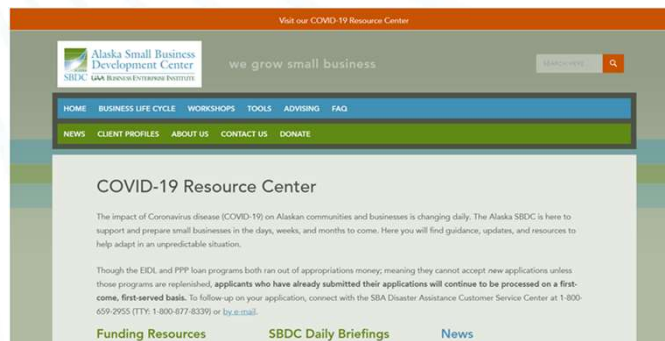 Visit our COVID-19 Resource Center
Alaska Small Business
Development Center
SBDC UAA BUSINESS ENTERPRISE INSTITUTE
we grow small business
SEARCH HERE...
HOME BUSINESS LIFE CYCLE WORKSHOPS TOOLS ADVISING FAQ
NEWS CLIENT PROFILES ABOUT US CONTACT US DONATE
COVID-19 Resource Center
The impact of Coronavirus disease (COVID-19) on Alaskan communities and businesses is changing daily. The Alaska SBDC is here to
support and prepare small businesses in the days, weeks, and months to come. Here you will find guidance, updates, and resources to
help adapt in an unpredictable situation.
Though the EIDL and PPP loan programs both ran out of appropriations money; meaning they cannot accept new applications unless
those programs are replenished, applicants who have already submitted their applications will continue to be processed on a first-
come, first-served basis. To follow-up on your application, connect with the SBA Disaster Assistance Customer Service Center at 1-800-
659-2955 (TTY: 1-800-877-8339) or by e-mail.
Funding Resources SBDC Daily Briefings News